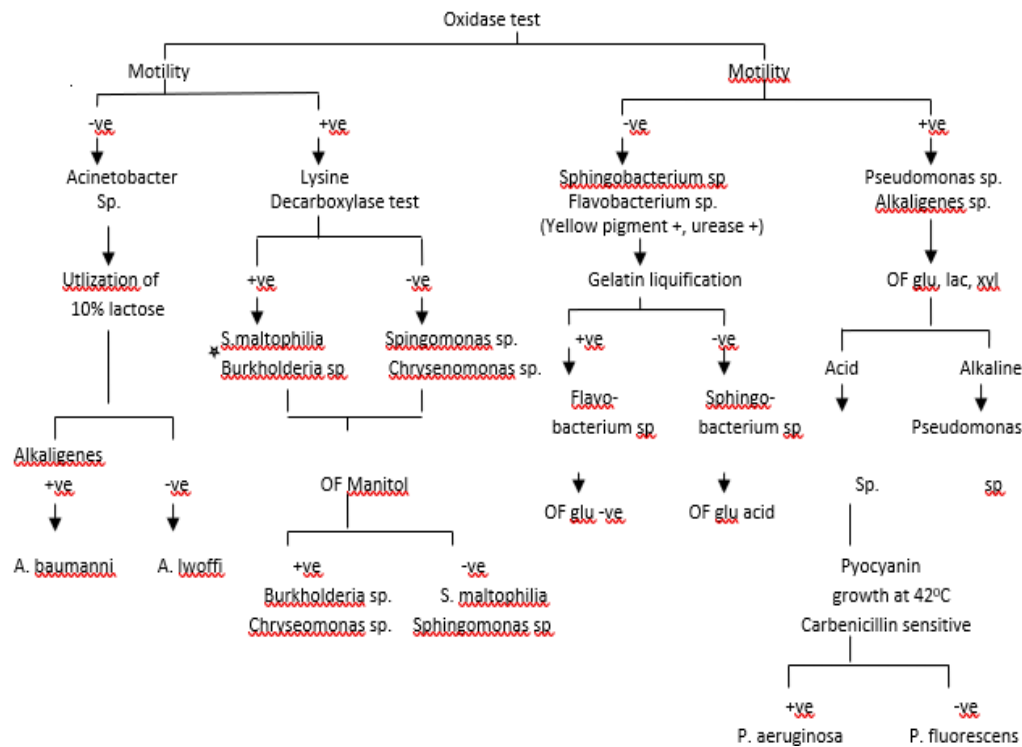 Oxidase test
Motility
Motility
-ve
+ve
-ve
+ve
Acinetobacter
Sp.
Lysine
Decarboxylase test
Sphingobacterium sp
Flavobacterium sp.
(Yellow pigment +, urease +)
Pseudomonas sp.
Alkaligenes sp.
Utlization of
10% lactose
+ve
-ve
Gelatin liquification
OF glu, lac, xyl
S.maltophilia
Burkholderia sp
Spingomonas sp.
Chrysenomonas sp.
+ve
-ve
Acid
Alkaline
Flavo-
bacterium sp
Sphingo-
bacterium sp
Pseudomonas
Alkaligenes
+ve
-ve
OF Manitol
Sp.
sp
OF glu -ve
OF glu acid
A. baumanni
A. lwoffi
+ve
-ve
Burkholderia sp.
Chryseomonas sp.
S. maltophilia
Sphingomonas sp
Pyocyanin
growth at 42⁰C
Carbenicillin sensitive
+ve
-ve
P. aeruginosa
P. fluorescens